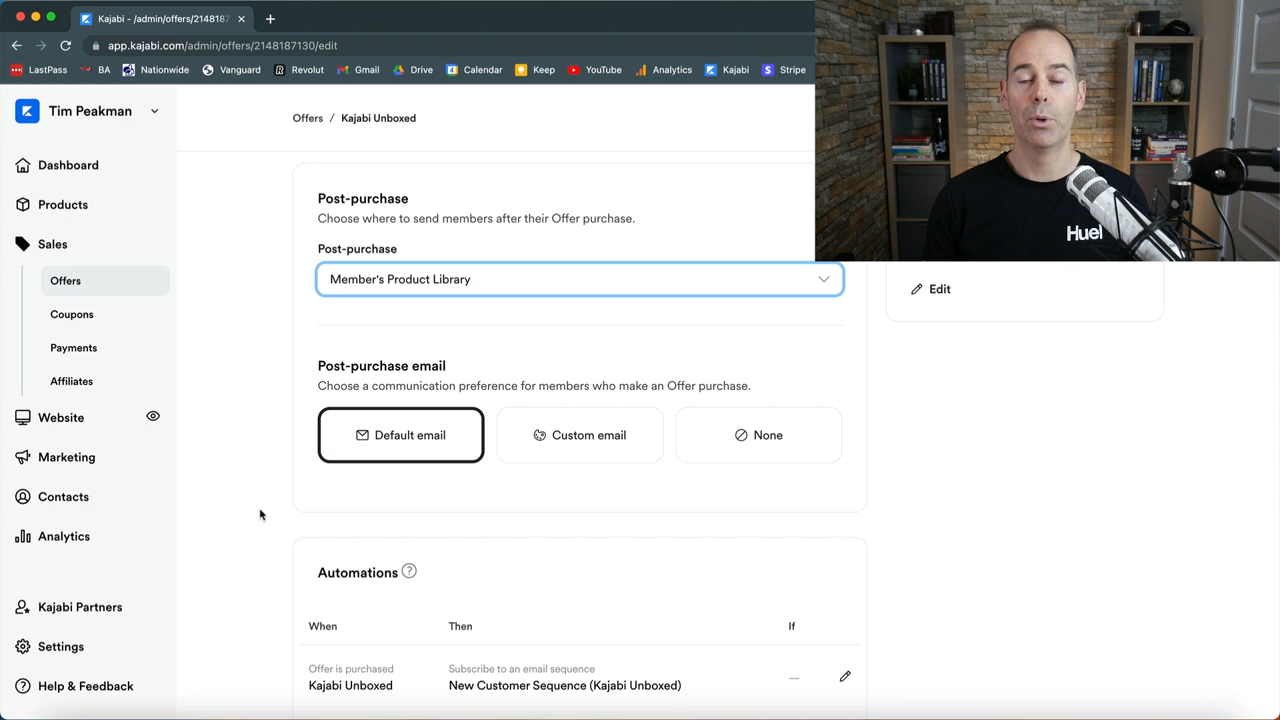 Kajabi - /admin/offers/2148187
app.kajabi.com/admin/offers/2148187130/edit
LastPass
BA
Nationwide
Vanguard
Revolut
Gmail
Drive
Calendar
Keep
YouTube
Analytics
Kajabi
Stripe
Tim Peakman
Dashboard
Products
Sales
Offers
Coupons
Payments
Affiliates
Website
Marketing
Contacts
Analytics
Kajabi Partners
Settings
Help & Feedback
Offers / Kajabi Unboxed
Post-purchase
Choose where to send members after their Offer purchase.
Post-purchase
Member's Product Library
Post-purchase email
Choose a communication preference for members who make an Offer purchase.
Default email
Custom email
None
Automations ?
When Then If
Offer is purchased
Kajabi Unboxed
Subscribe to an email sequence
New Customer Sequence (Kajabi Unboxed)
—
Edit
Huel